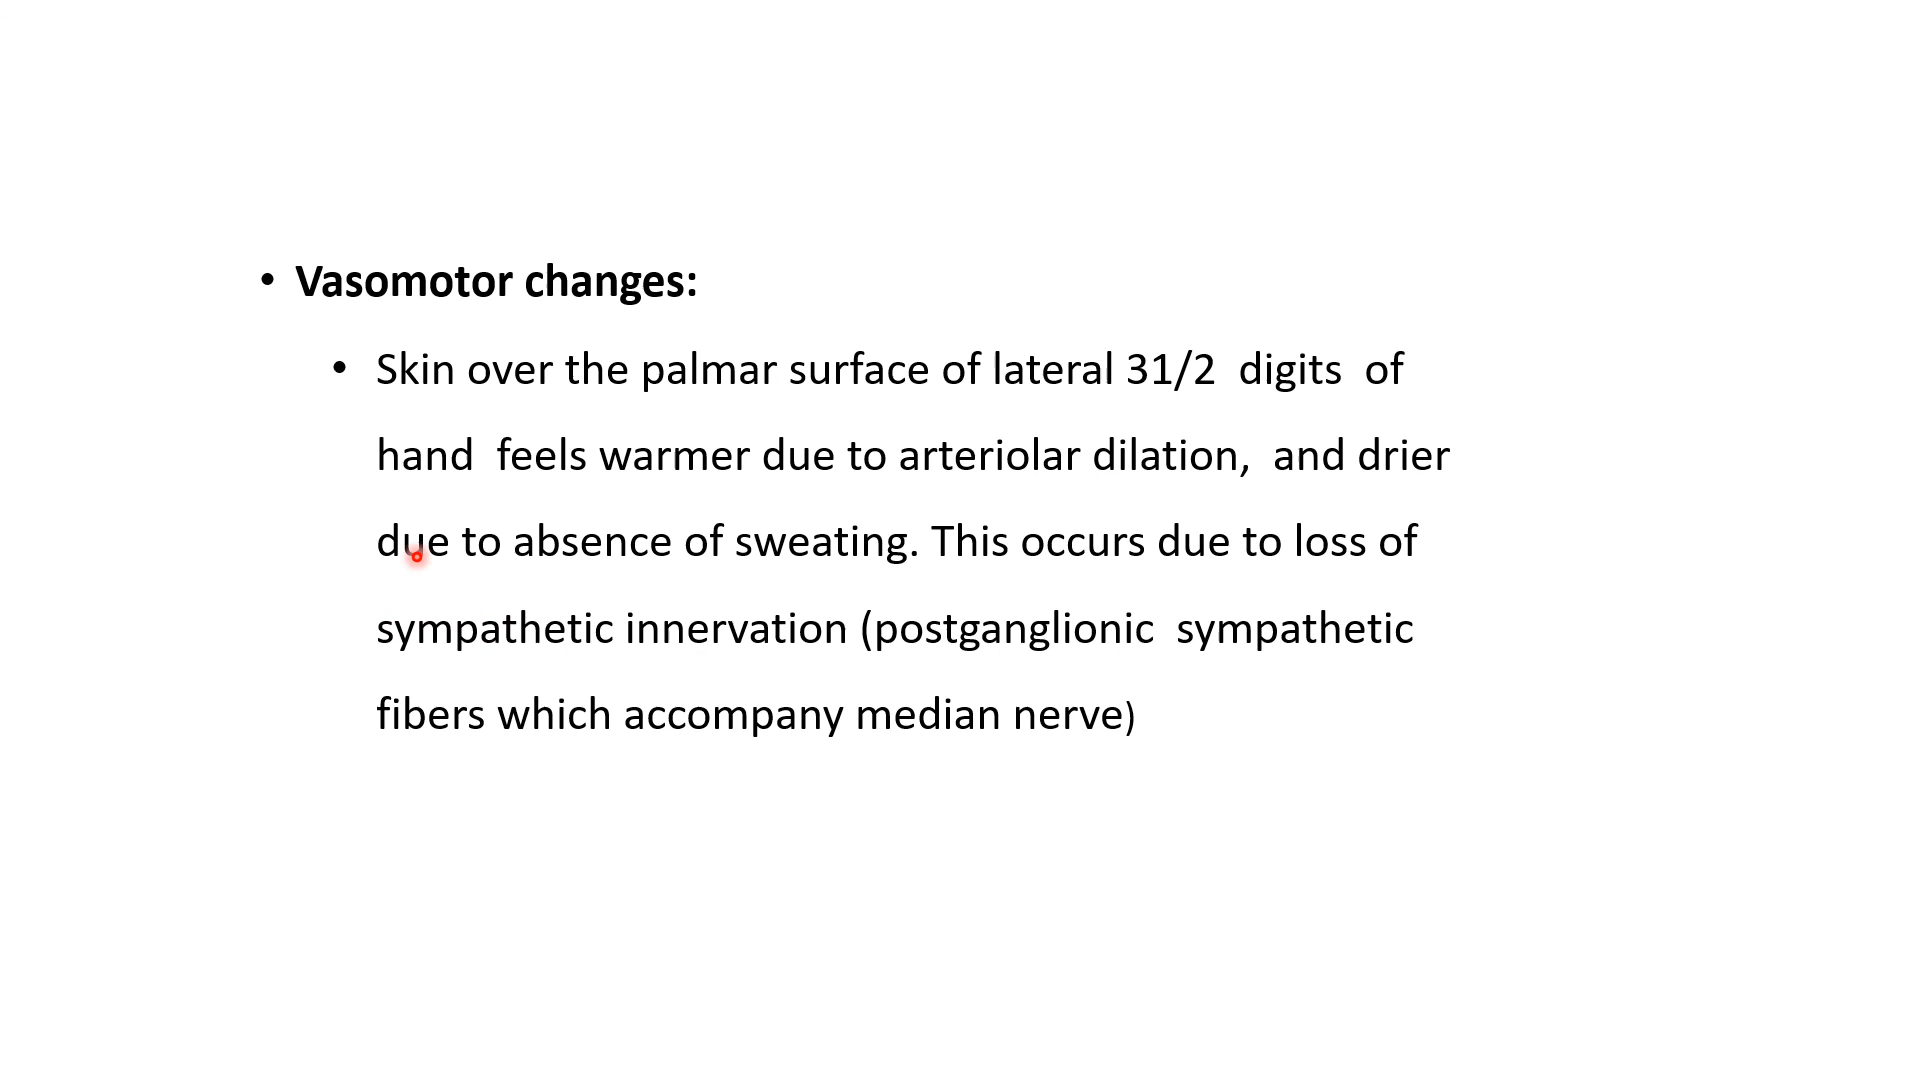 • Vasomotor changes:
• Skin over the palmar surface of lateral 31/2 digits of
hand feels warmer due to arteriolar dilation, and drier
due to absence of sweating. This occurs due to loss of
sympathetic innervation (postganglionic sympathetic
fibers which accompany median nerve)